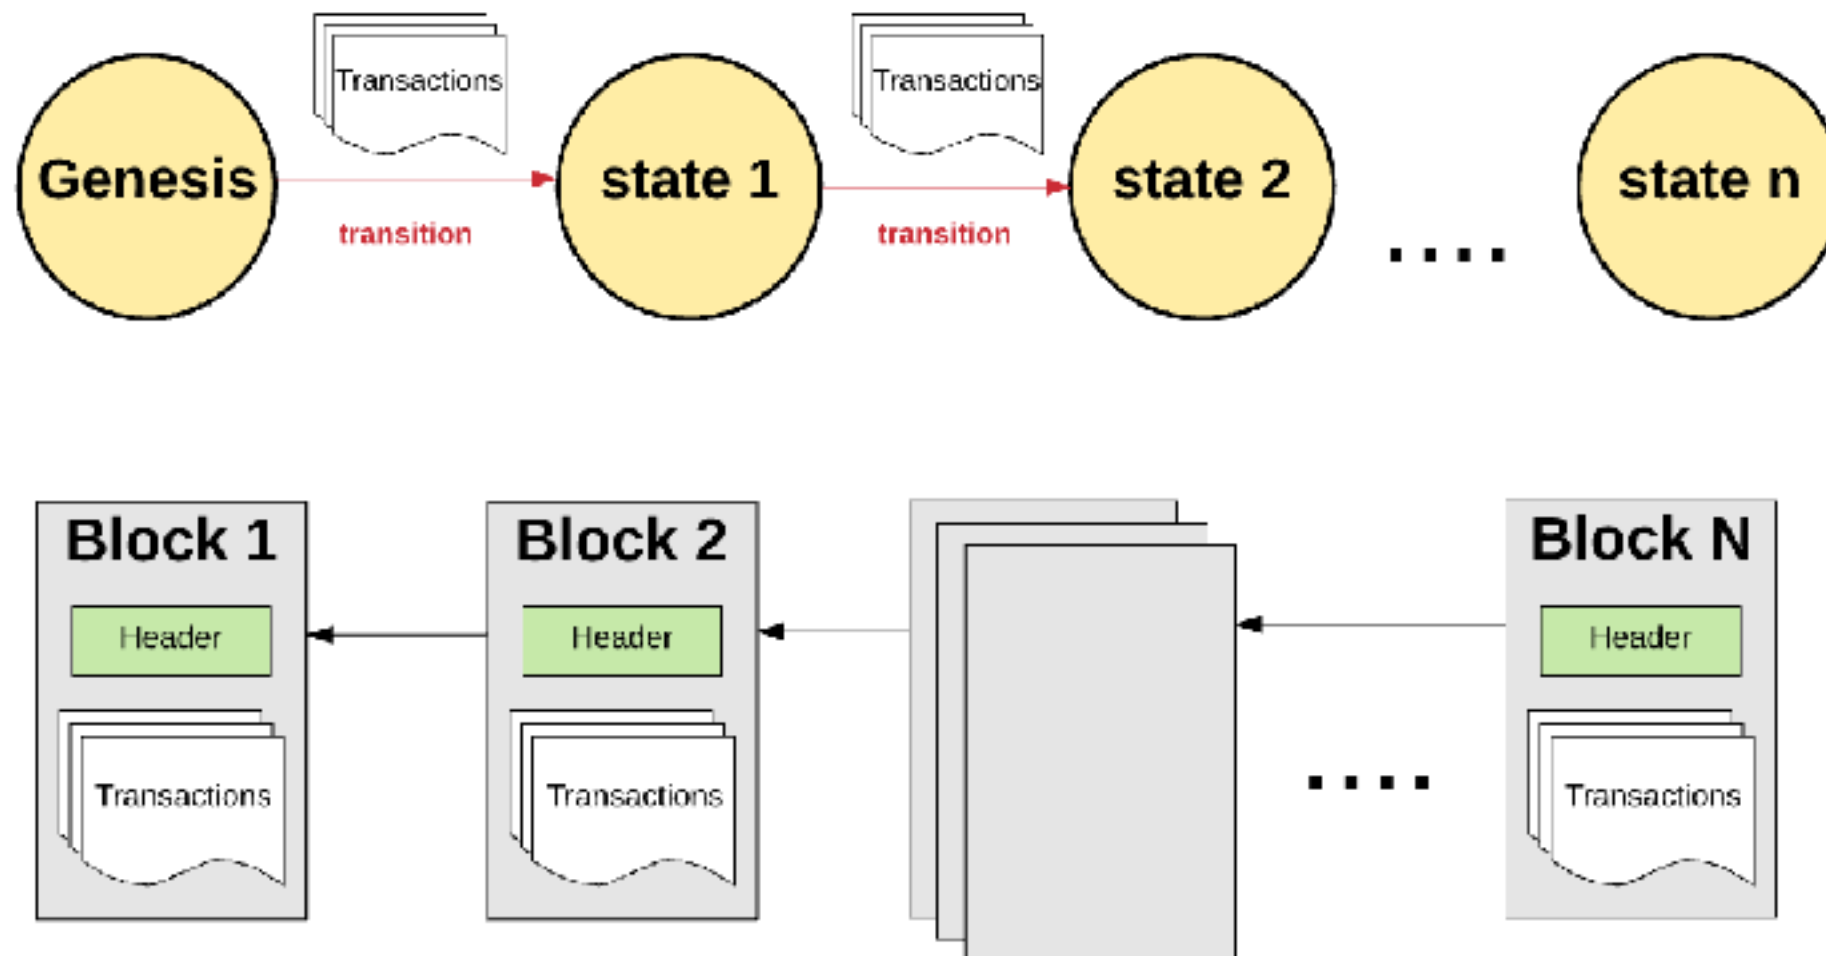 Transactions
Transactions
Genesis
state 1
state 2
state n
transition
transition
....
Block 1
Block 2
Block N
Header
Header
Header
Transactions
Transactions
....
Transactions